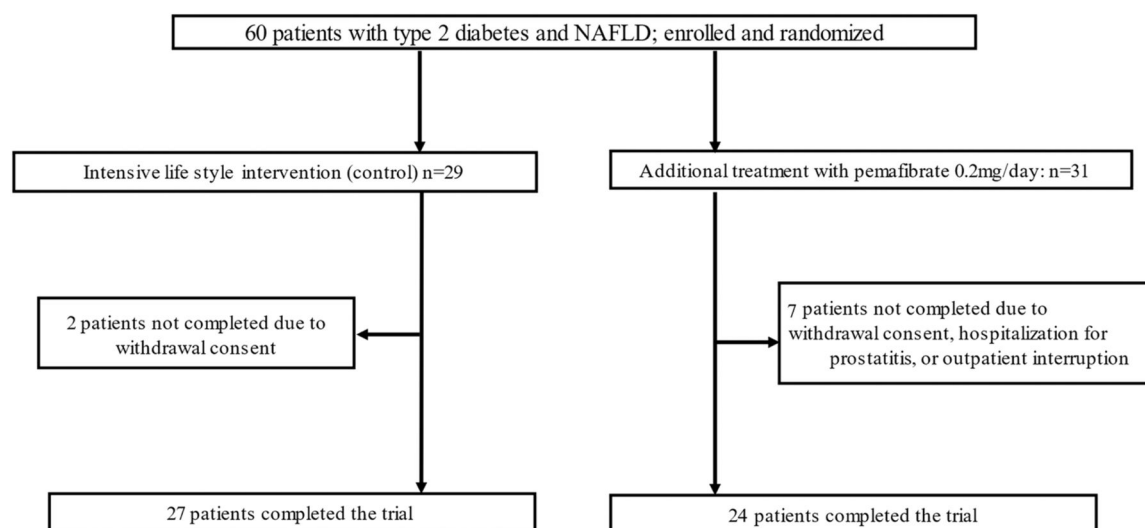 60 patients with type 2 diabetes and NAFLD; enrolled and randomized
Intensive life style intervention (control) n=29
Additional treatment with pemafibrate 0.2mg/day: n=31
2 patients not completed due to
withdrawal consent
7 patients not completed due to
withdrawal consent, hospitalization for
prostatitis, or outpatient interruption
27 patients completed the trial
24 patients completed the trial